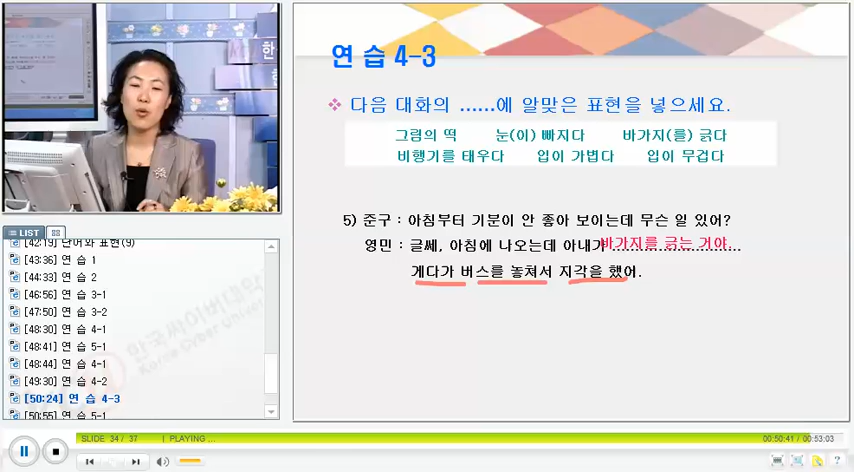 연 습 4-3
❖ 다음 대화의 ……에 알맞은 표현을 넣으세요.
그림의 떡 눈(이) 빠지다 바가지(를) 긁다
비행기를 태우다 입이 가볍다 입이 무겁다
5) 준구 : 아침부터 기분이 안 좋아 보이는데 무슨 일 있어?
영민 : 글쎄, 아침에 나오는데 아내가 바가지를 긁는 거야.
게다가 버스를 놓쳐서 지각을 했어.
LIST
[42:19] 단어와 표현(9)
[43:36] 연 습 1
[44:33] 연 습 2
[46:56] 연 습 3-1
[47:50] 연 습 3-2
[48:30] 연 습 4-1
[48:41] 연 습 5-1
[48:44] 연 습 4-1
[49:30] 연 습 4-2
[50:24] 연 습 4-3
[50:55] 연 습 5-1
SLIDE 34 / 37 | PLAYING ...
00:50:41 / 00:53:03